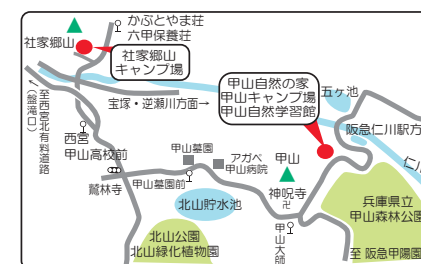 かぶとやま荘
六甲保養荘
社家郷山
社家郷山
キャンプ場
甲山自然の家
甲山キャンプ場
甲山自然学習館
五ヶ池
宝塚・逆瀬川方面→
←至西宮北有料道路
(盤滝口)
阪急仁川駅方
仁川
西宮
甲山高校前
甲山墓園
アガペ
甲山病院
甲山
鷲林寺
甲山墓園前
神呪寺
卍
北山貯水池
兵庫県立
甲山森林公園
甲山大師
北山公園
北山緑化植物園
至 阪急甲陽園